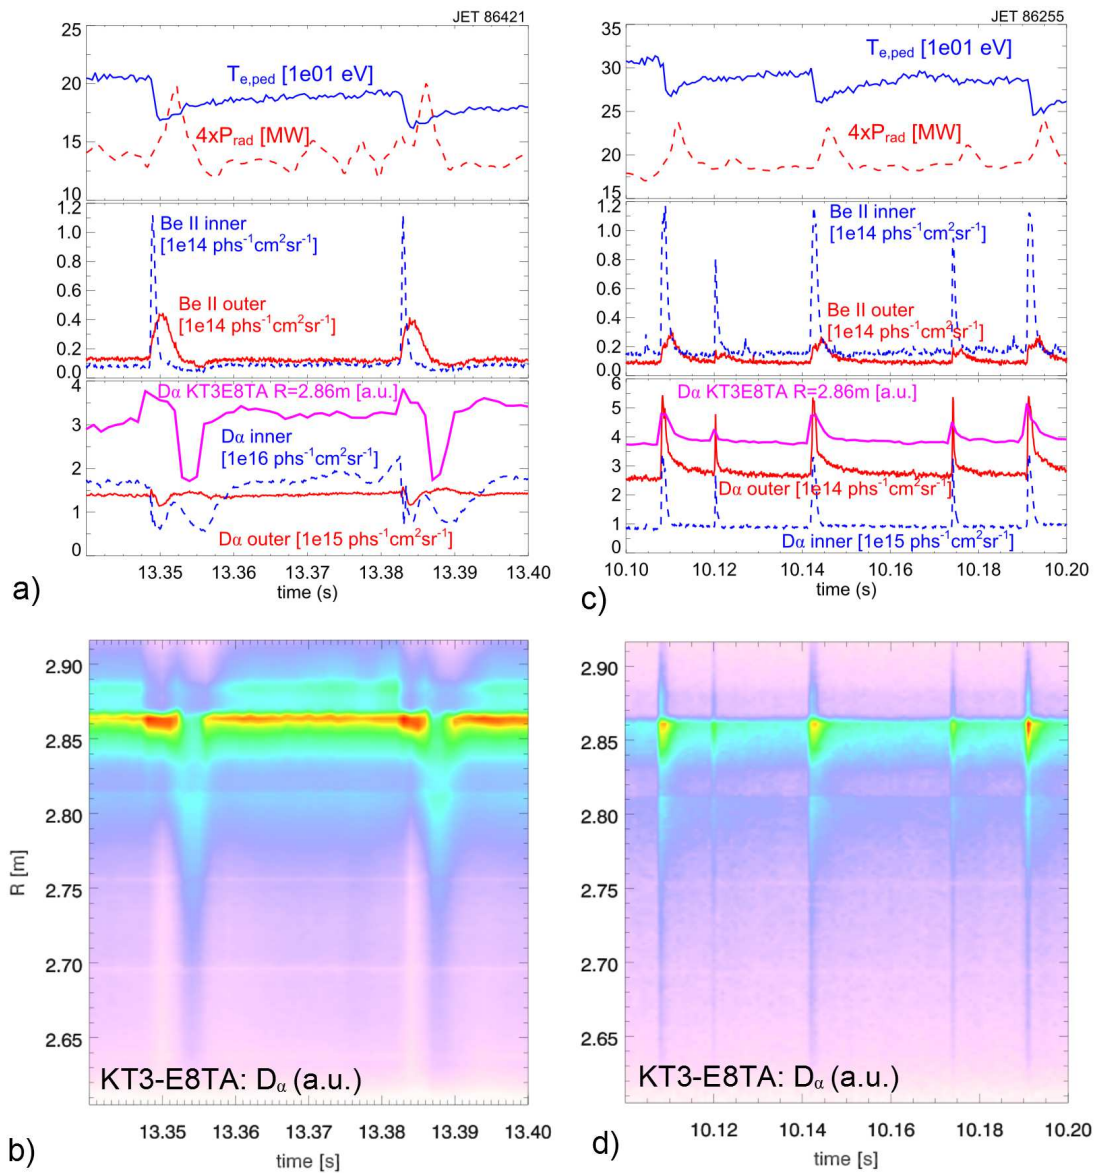 JET 86421
25
20
15
10
T_e,ped [1e01 eV]
4xP_rad [MW]
1.2
1.0
0.8
0.6
0.4
0.2
0.0
Be II inner
[1e14 phs⁻¹cm²sr⁻¹]
Be II outer
[1e14 phs⁻¹cm²sr⁻¹]
4
3
2
1
0
Dα KT3E8TA R=2.86m [a.u.]
Dα inner
[1e16 phs⁻¹cm²sr⁻¹]
Dα outer [1e15 phs⁻¹cm²sr⁻¹]
13.35 13.36 13.37 13.38 13.39 13.40
time (s)
a)
JET 86255
35
30
25
20
15
T_e,ped [1e01 eV]
4xP_rad [MW]
1.2
1.0
0.8
0.6
0.4
0.2
0.0
Be II inner
[1e14 phs⁻¹cm²sr⁻¹]
Be II outer
[1e14 phs⁻¹cm²sr⁻¹]
6
5
4
3
2
1
0
Dα KT3E8TA R=2.86m [a.u.]
Dα outer [1e14 phs⁻¹cm²sr⁻¹]
Dα inner [1e15 phs⁻¹cm²sr⁻¹]
10.10 10.12 10.14 10.16 10.18 10.20
time (s)
c)
2.90
2.85
2.80
2.75
2.70
2.65
R [m]
KT3-E8TA: Dα (a.u.)
13.35 13.36 13.37 13.38 13.39 13.40
time [s]
b)
2.90
2.85
2.80
2.75
2.70
2.65
KT3-E8TA: Dα (a.u.)
10.12 10.14 10.16 10.18 10.20
time [s]
d)